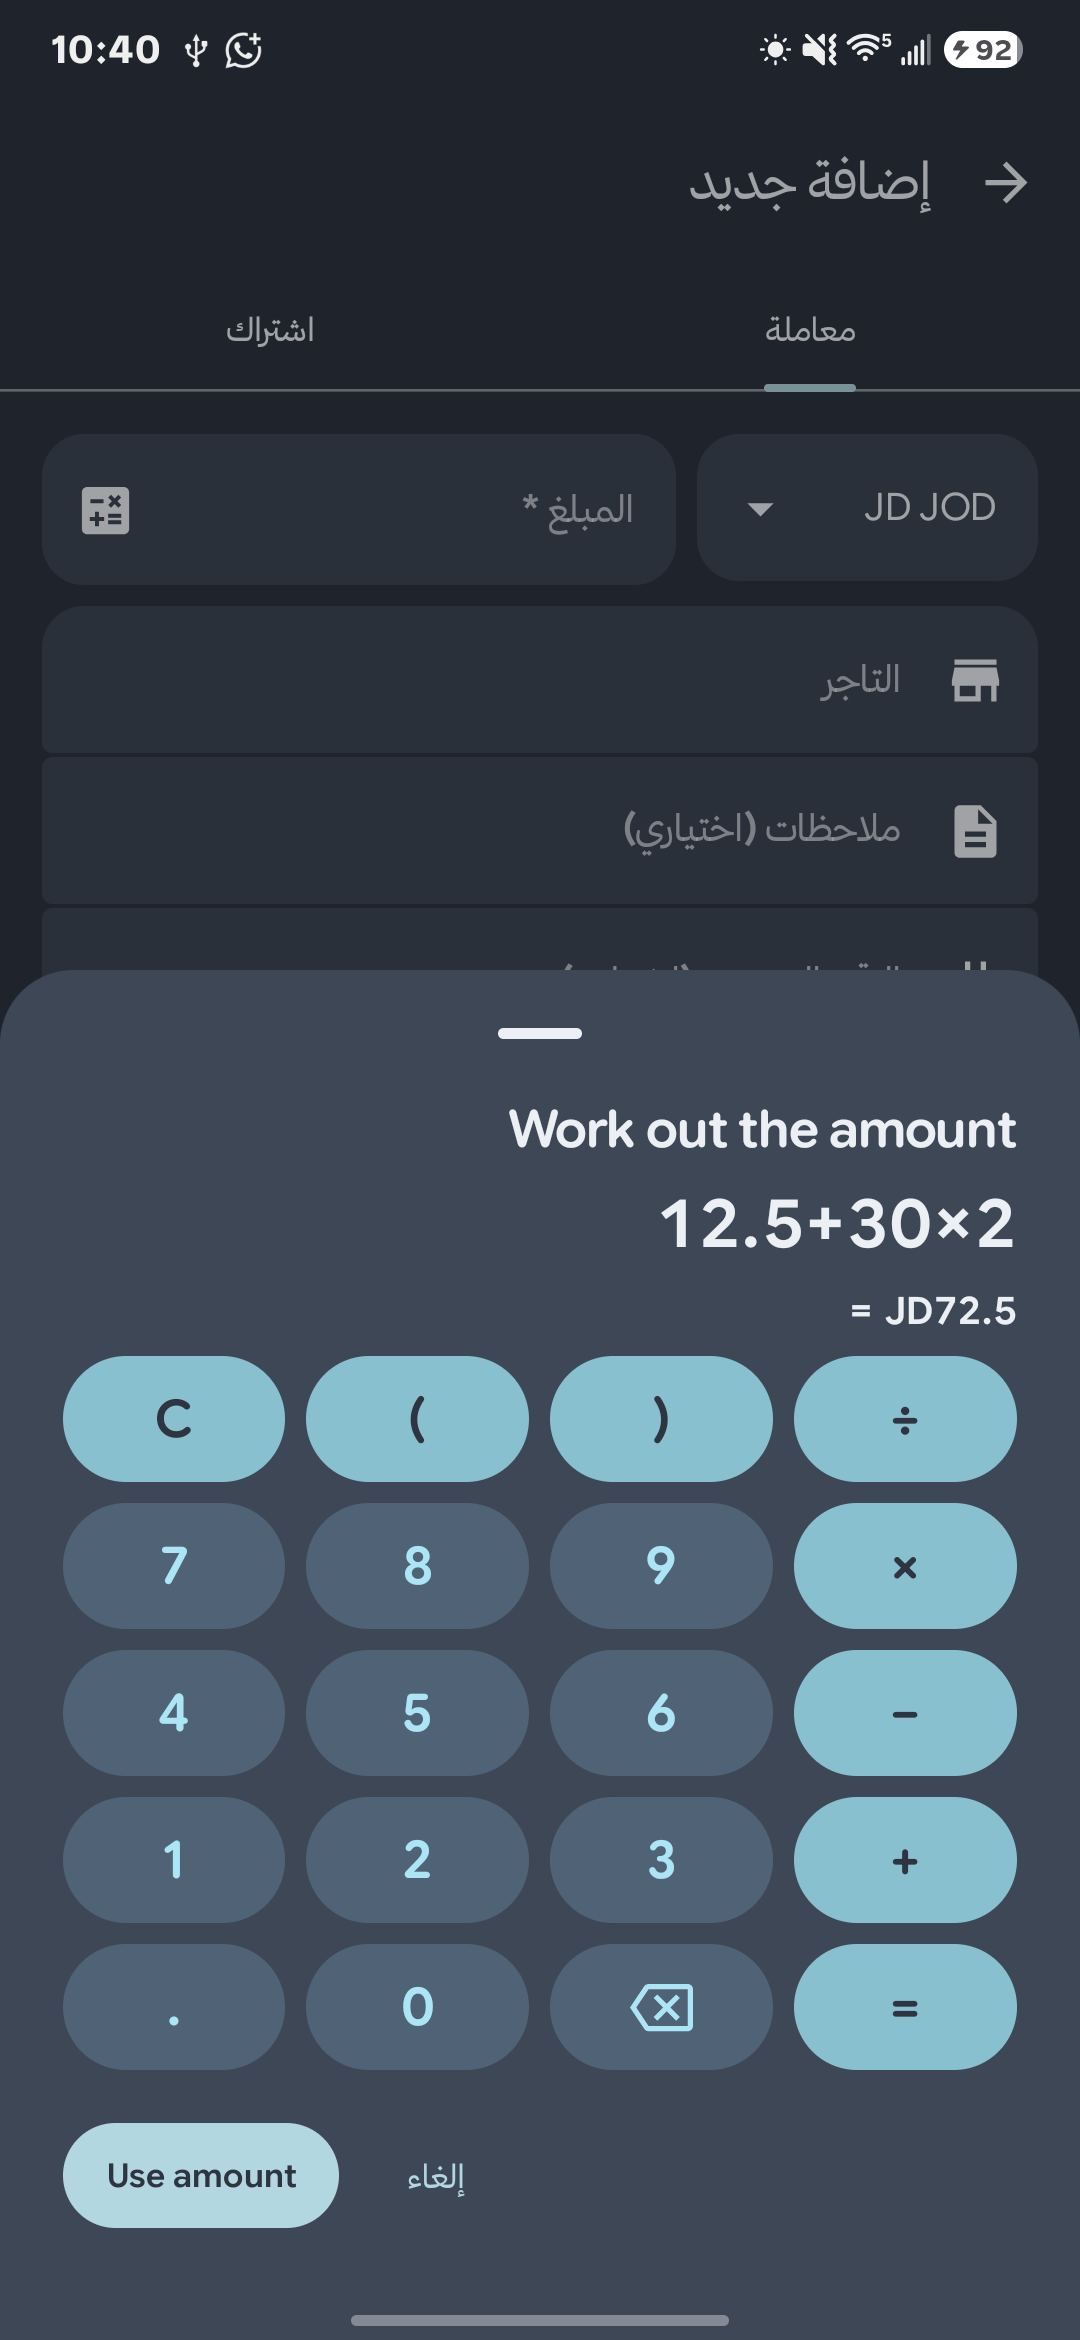 10:40
5
92
إضافة جديد
معاملة
اشتراك
JD JOD
المبلغ *
التاجر
ملاحظات (اختياري)
Work out the amount
12.5+30×2
= JD72.5
C ( ) ÷
7 8 9 ×
4 5 6 −
1 2 3 +
. 0 =
Use amount
إلغاء